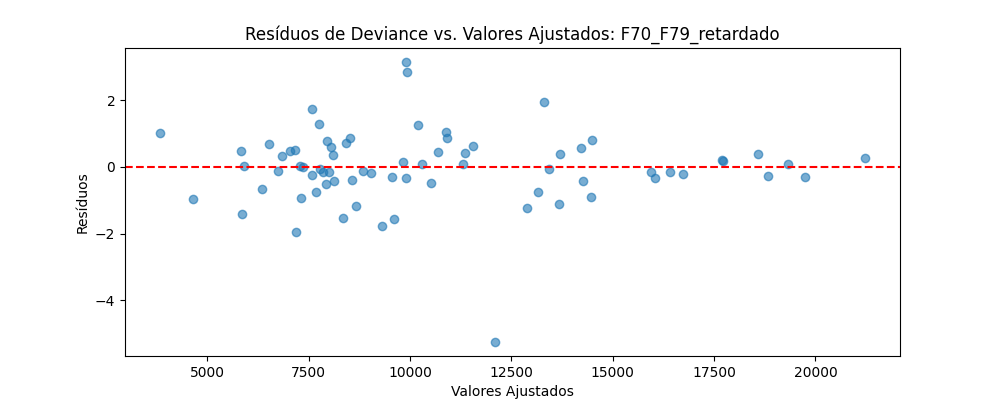 Resíduos de Deviance vs. Valores Ajustados: F70_F79_retardado
Resíduos
2
0
−2
−4
5000 7500 10000 12500 15000 17500 20000
Valores Ajustados